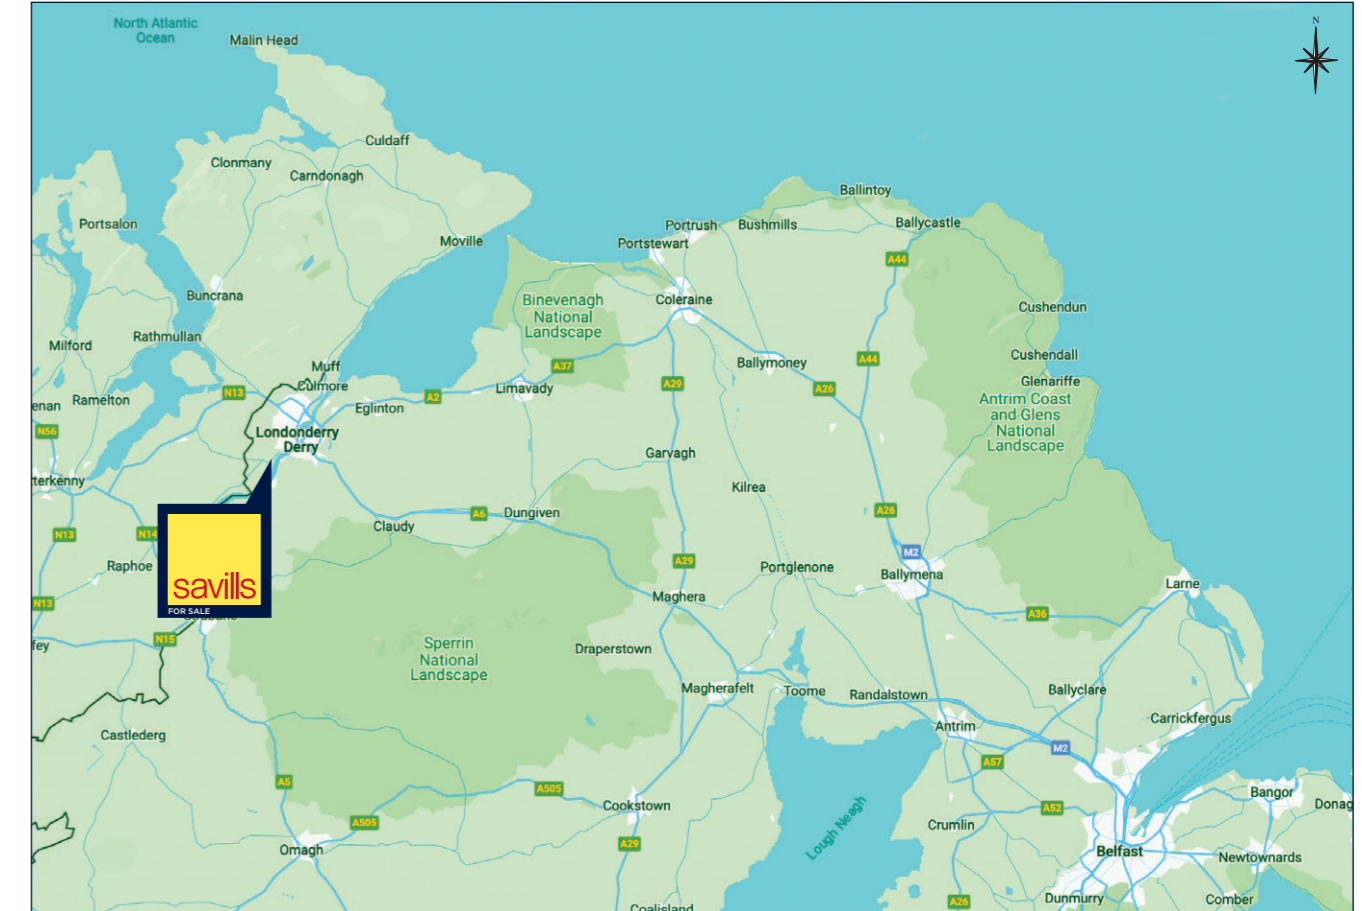 North Atlantic
Ocean
Malin Head
N
Culdaff
Clonmany
Carndonagh
Ballintoy
Portsalon
Portrush
Bushmills
Ballycastle
Moville
Portstewart
A44
Buncrana
Binevenagh
National
Landscape
Coleraine
Cushendun
Rathmullan
Milford
Cushendall
Muff
Ballymoney
A44
A37
Culmore
Limavady
A29
A26
Glenariffe
N13
A2
Ramelton
Eglinton
Antrim Coast
and Glens
National
Landscape
enan
N56
Londonderry
Derry
Garvagh
tterkenny
Kilrea
A6
Dungiven
A26
Claudy
N13
N14
M2
Raphoe
A29
Portglenone
Ballymena
savills
FOR SALE
Larne
N13
Maghera
A36
N15
fey
Sperrin
National
Landscape
Draperstown
Magherafelt
Toome
Randalstown
Ballyclare
Carrickfergus
Castlederg
Antrim
M2
A57
A5
A505
Bangor
Donag
Cookstown
A52
A505
Lough Neagh
Crumlin
Omagh
A29
Belfast
Newtownards
A26
Dunmurry
Comber
Coalisland